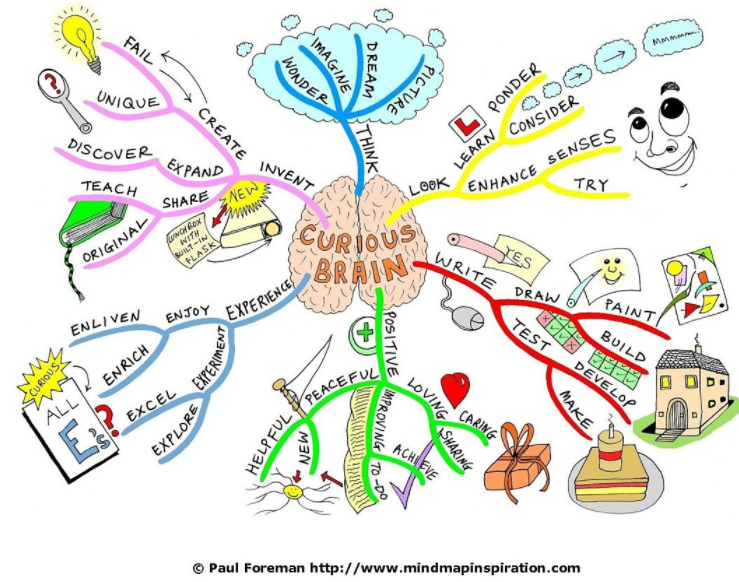 CURIOUS
BRAIN
THINK
WONDER
IMAGINE
DREAM
PICTURE
LOOK
LEARN
PONDER
CONSIDER
ENHANCE
SENSES
TRY
L
Mmmmm..
WRITE
YES
DRAW
PAINT
BUILD
TEST
DEVELOP
MAKE
POSITIVE
LOVING
CARING
SHARING
IMPROVING
ACHIEVE
TO-DO
PEACEFUL
HELPFUL
MEN
EXPERIENCE
ENJOY
ENLIVEN
ENRICH
EXPERIMENT
EXCEL
EXPLORE
CURIOUS
ALL
E's
?
INVENT
CREATE
FAIL
UNIQUE
?
EXPAND
DISCOVER
SHARE
TEACH
ORIGINAL
NEW
LUNCHBOX
WITH
BUILT-IN
FLASK
© Paul Foreman http://www.mindmapinspiration.com